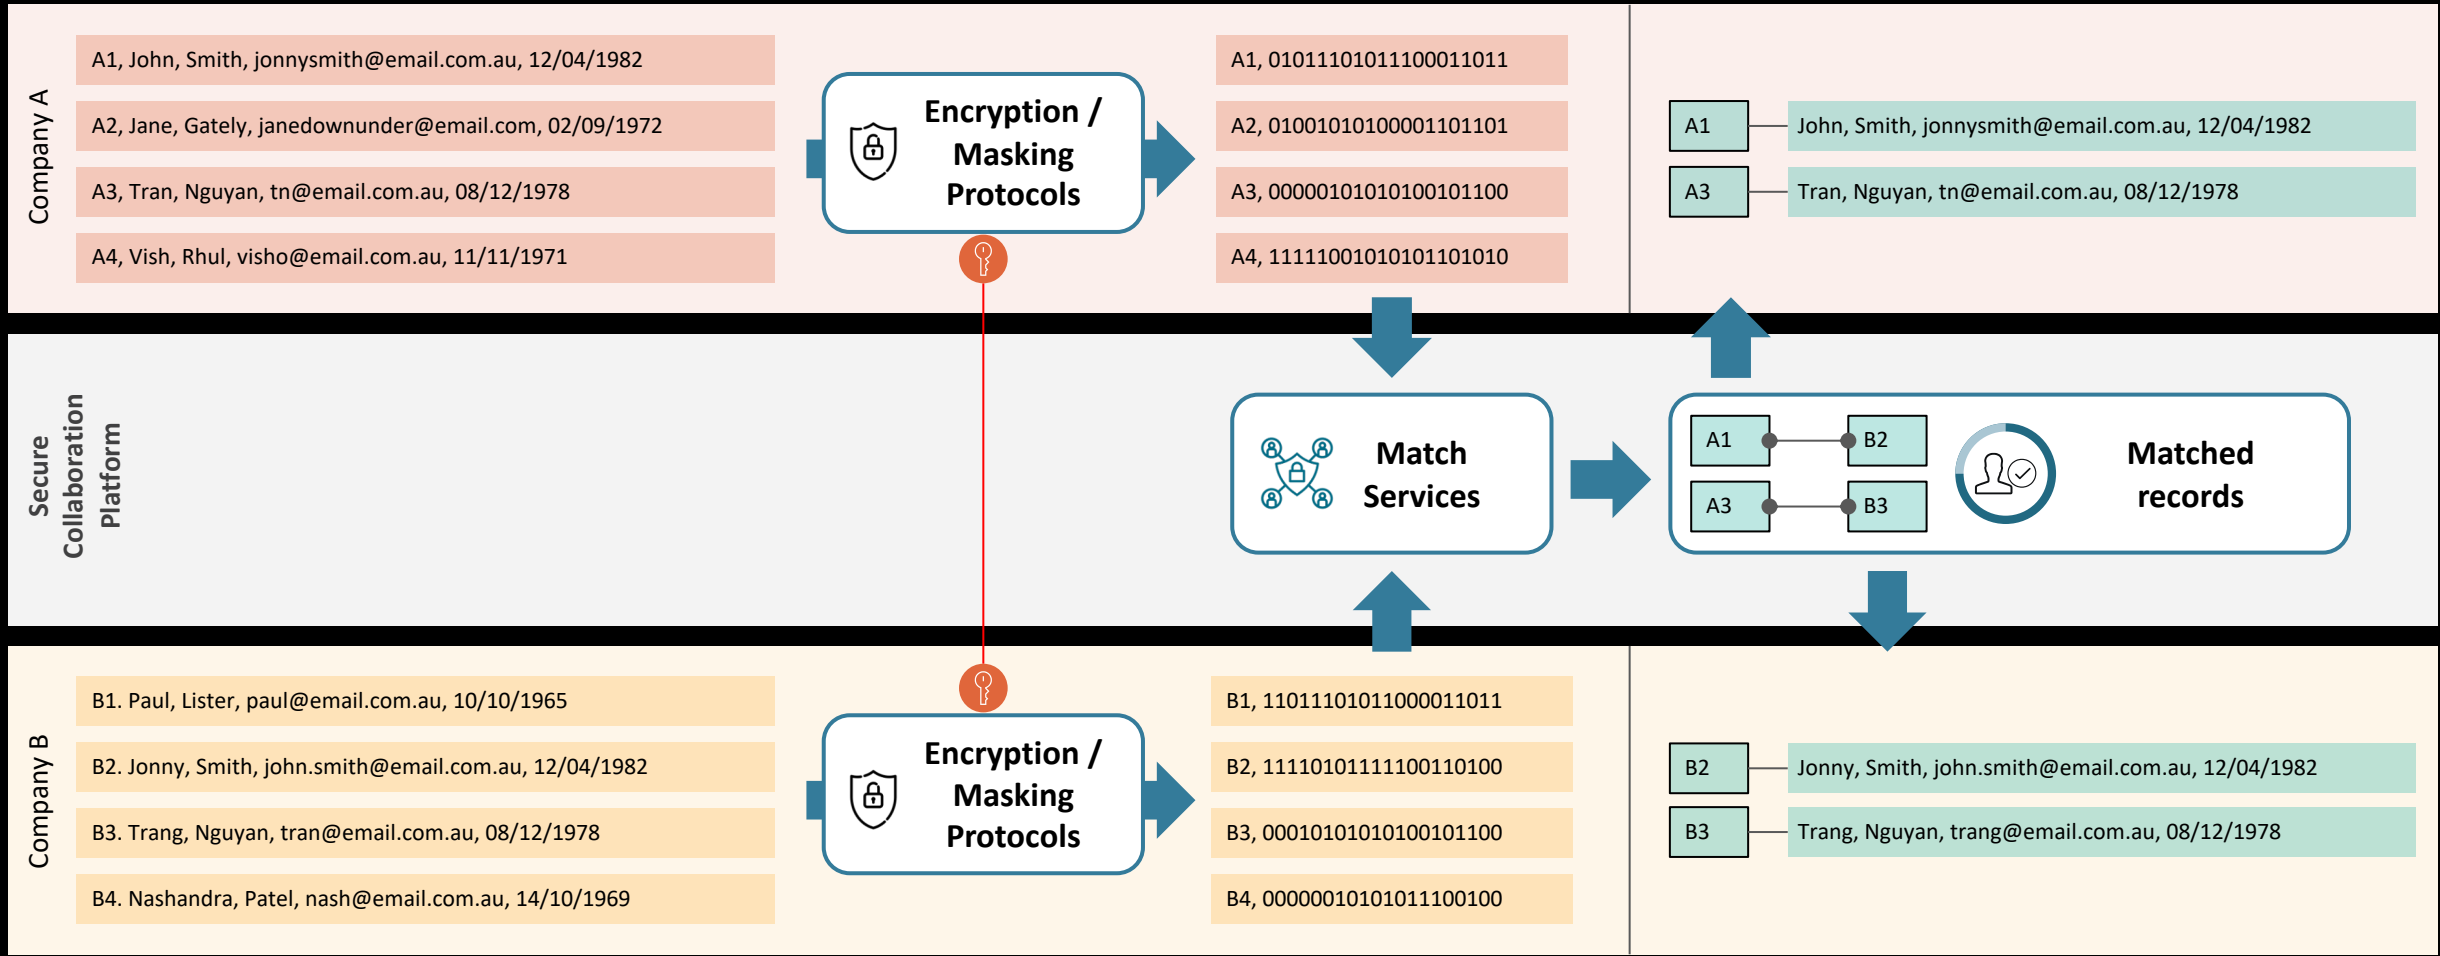 Company A
A1, John, Smith, jonnysmith@email.com.au, 12/04/1982
A2, Jane, Gately, janedownunder@email.com, 02/09/1972
A3, Tran, Nguyan, tn@email.com.au, 08/12/1978
A4, Vish, Rhul, visho@email.com.au, 11/11/1971
Encryption /
Masking
Protocols
A1, 01011101011100011011
A2, 01001010100001101101
A3, 00000101010100101100
A4, 11111001010101101010
A1
John, Smith, jonnysmith@email.com.au, 12/04/1982
A3
Tran, Nguyan, tn@email.com.au, 08/12/1978
Secure
Collaboration
Platform
Match
Services
A1
B2
A3
B3
Matched
records
Company B
B1. Paul, Lister, paul@email.com.au, 10/10/1965
B2. Jonny, Smith, john.smith@email.com.au, 12/04/1982
B3. Trang, Nguyan, tran@email.com.au, 08/12/1978
B4. Nashandra, Patel, nash@email.com.au, 14/10/1969
Encryption /
Masking
Protocols
B1, 11011101011000011011
B2, 11110101111100110100
B3, 00010101010100101100
B4, 00000010101011100100
B2
Jonny, Smith, john.smith@email.com.au, 12/04/1982
B3
Trang, Nguyan, trang@email.com.au, 08/12/1978